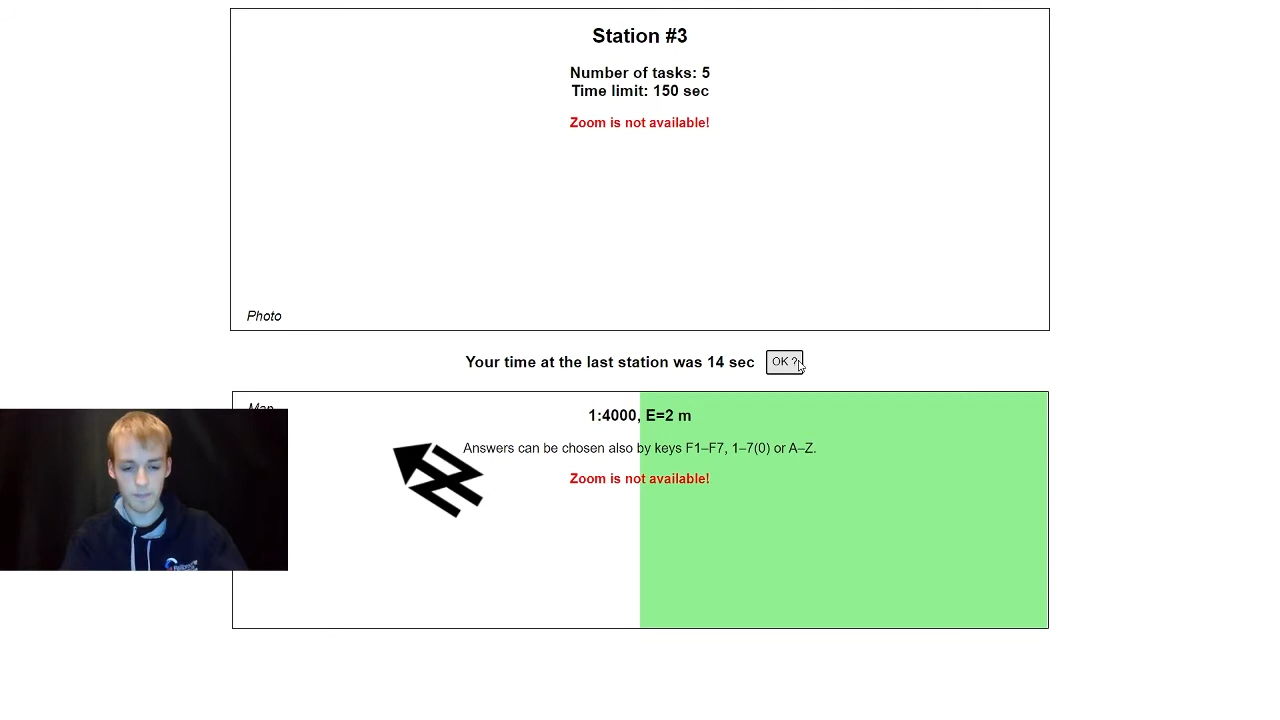 Station #3
Number of tasks: 5
Time limit: 150 sec
Zoom is not available!
Photo
Your time at the last station was 14 sec
OK ?
Map
1:4000, E=2 m
Answers can be chosen also by keys F1–F7, 1–7(0) or A–Z.
Zoom is not available!